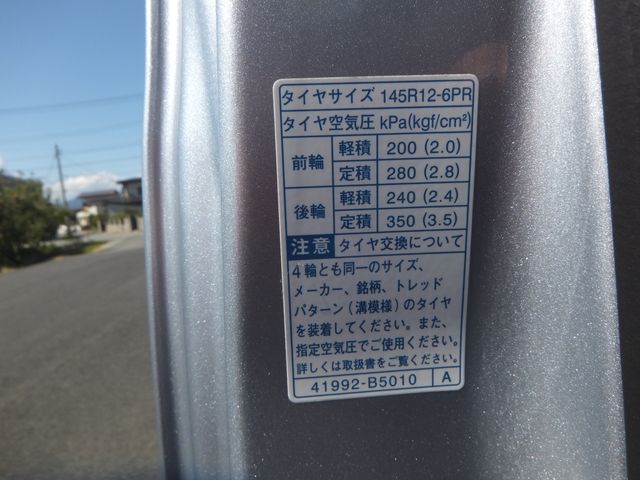 タイヤサイズ 145R12-6PR
タイヤ空気圧 kPa(kgf/cm²)
前輪 軽積 200 (2.0)
定積 280 (2.8)
後輪 軽積 240 (2.4)
定積 350 (3.5)
注意 タイヤ交換について
4輪とも同一のサイズ、
メーカー、銘柄、トレッド
パターン(溝模様)のタイヤ
を装着してください。また、
指定空気圧でご使用ください。
詳しくは取扱書をご覧ください。
41992-B5010 A